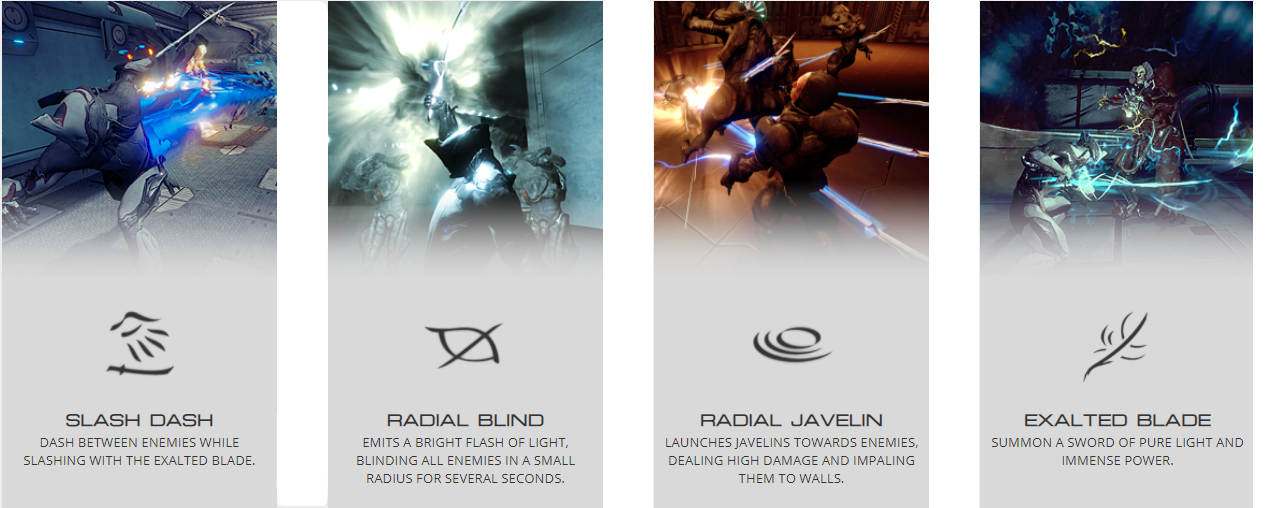 SLASH DASH
DASH BETWEEN ENEMIES WHILE
SLASHING WITH THE EXALTED BLADE.
RADIAL BLIND
EMITS A BRIGHT FLASH OF LIGHT,
BLINDING ALL ENEMIES IN A SMALL
RADIUS FOR SEVERAL SECONDS.
RADIAL JAVELIN
LAUNCHES JAVELINS TOWARDS ENEMIES,
DEALING HIGH DAMAGE AND IMPALING
THEM TO WALLS.
EXALTED BLADE
SUMMON A SWORD OF PURE LIGHT AND
IMMENSE POWER.